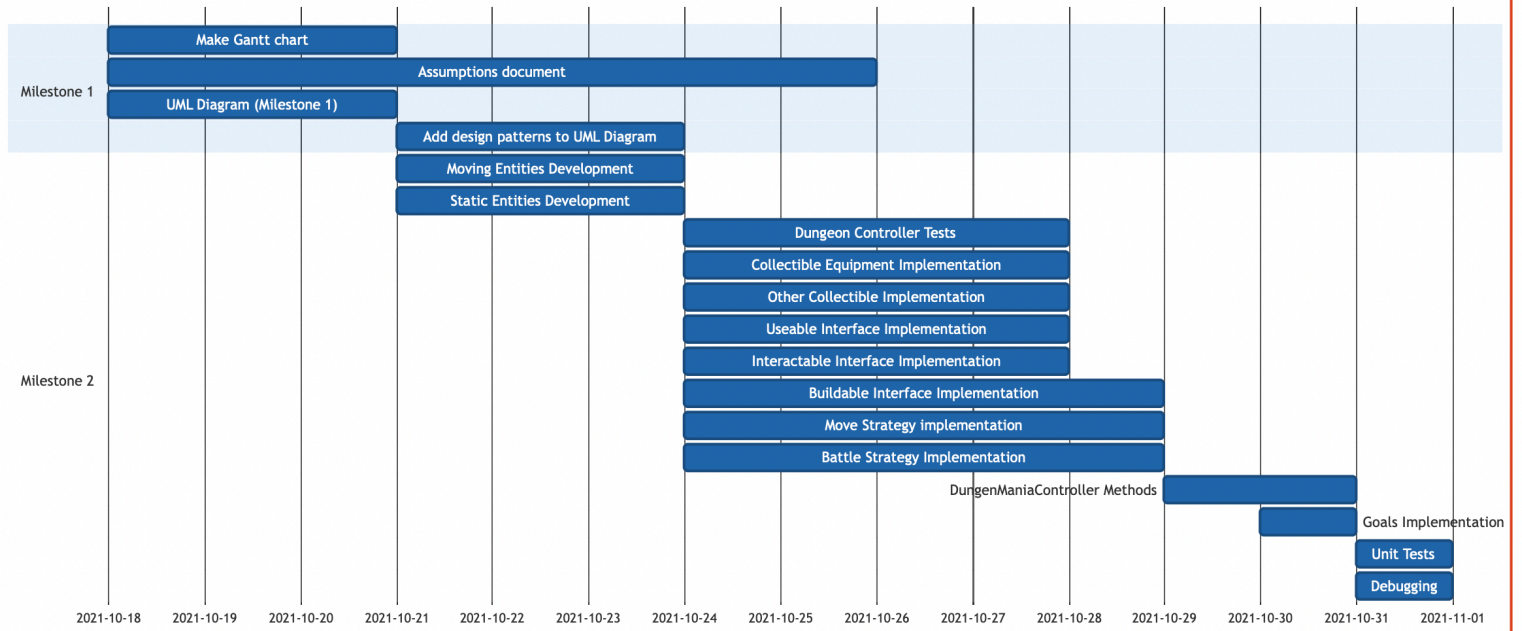 Make Gantt chart
Assumptions document
Milestone 1
UML Diagram (Milestone 1)
Add design patterns to UML Diagram
Moving Entities Development
Static Entities Development
Dungeon Controller Tests
Collectible Equipment Implementation
Other Collectible Implementation
Useable Interface Implementation
Interactable Interface Implementation
Milestone 2
Buildable Interface Implementation
Move Strategy implementation
Battle Strategy Implementation
DungenManiaController Methods
Goals Implementation
Unit Tests
Debugging
2021-10-18 2021-10-19 2021-10-20 2021-10-21 2021-10-22 2021-10-23 2021-10-24 2021-10-25 2021-10-26 2021-10-27 2021-10-28 2021-10-29 2021-10-30 2021-10-31 2021-11-01